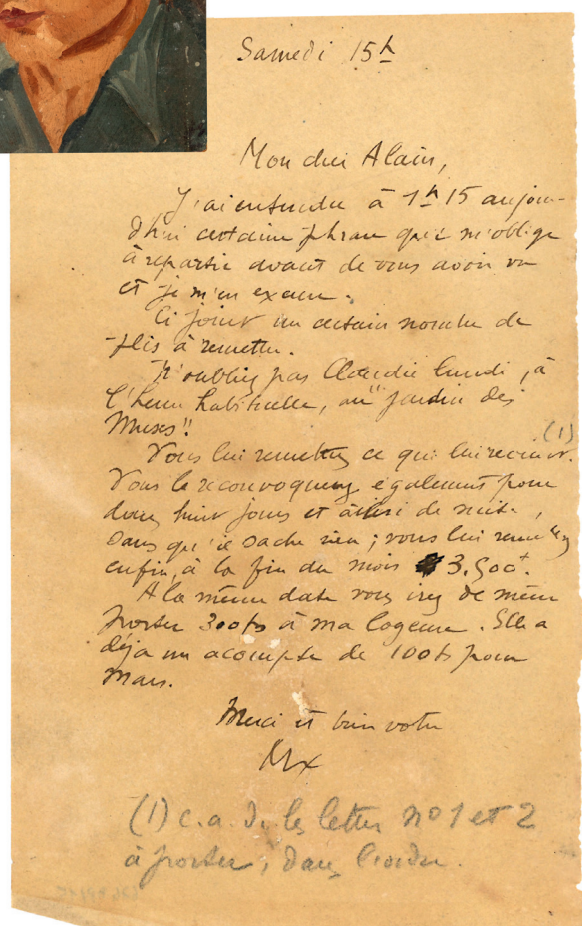 Samedi 15h
Mon cher Alain,
J'ai entendu à 1h 15 aujour-
d'hui certaine phrase qui m'oblige
à repartir avant de vous avoir vu
et je m'en excuse.
Ci joint un certain nombre de
plis à remettre.
N'oubliez pas Claudie lundi, à
l'heure habituelle, au "jardin des
Muses".
Vous lui remettrez ce qui lui revient. (1)
Vous le reconvoquerez également pour
dans huit jours et ainsi de suite,
sans qu'il sache rien ; vous lui remettrez
enfin, à la fin du mois 3.500f.
A la même date vous irez de même
porter 300f à ma logeuse. Elle a
déjà un acompte de 100f pour
Mars.
Merci et bien votre
Mx
(1) c.a.d. les lettres n° 1 et 2
à porter, dans l'ordre.